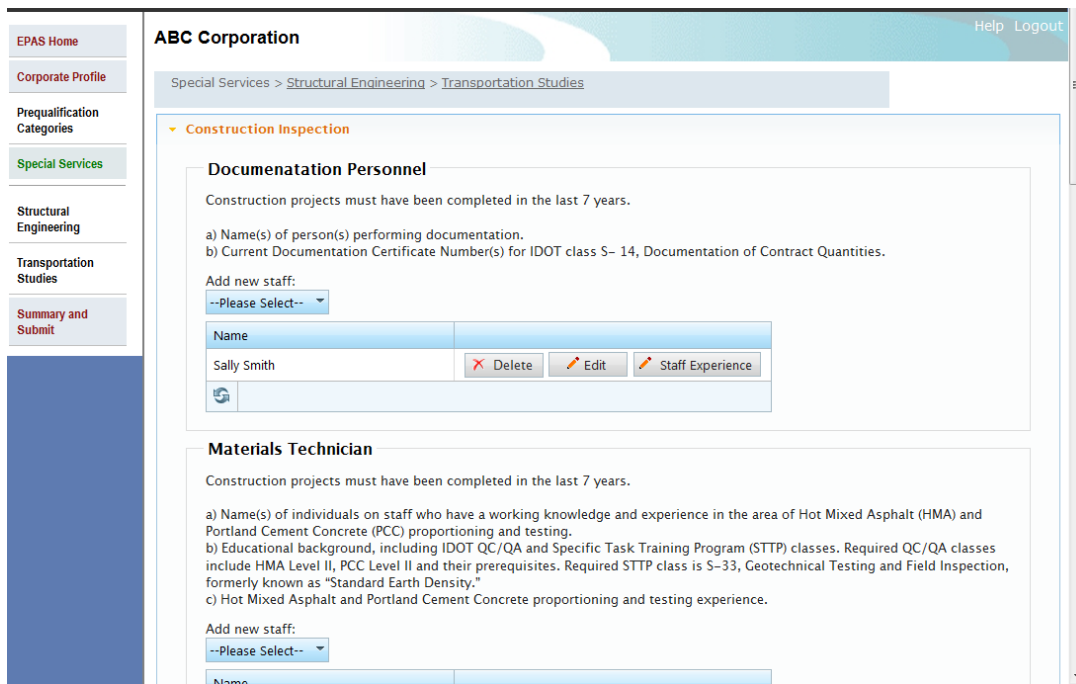 Help Logout
EPAS Home
Corporate Profile
Prequalification
Categories
Special Services
Structural
Engineering
Transportation
Studies
Summary and
Submit
ABC Corporation
Special Services > Structural Engineering > Transportation Studies
Construction Inspection
Documenatation Personnel
Construction projects must have been completed in the last 7 years.
a) Name(s) of person(s) performing documentation.
b) Current Documentation Certificate Number(s) for IDOT class S– 14, Documentation of Contract Quantities.
Add new staff:
--Please Select--
Name
Sally Smith Delete Edit Staff Experience
Materials Technician
Construction projects must have been completed in the last 7 years.
a) Name(s) of individuals on staff who have a working knowledge and experience in the area of Hot Mixed Asphalt (HMA) and
Portland Cement Concrete (PCC) proportioning and testing.
b) Educational background, including IDOT QC/QA and Specific Task Training Program (STTP) classes. Required QC/QA classes
include HMA Level II, PCC Level II and their prerequisites. Required STTP class is S–33, Geotechnical Testing and Field Inspection,
formerly known as “Standard Earth Density.”
c) Hot Mixed Asphalt and Portland Cement Concrete proportioning and testing experience.
Add new staff:
--Please Select--
Name